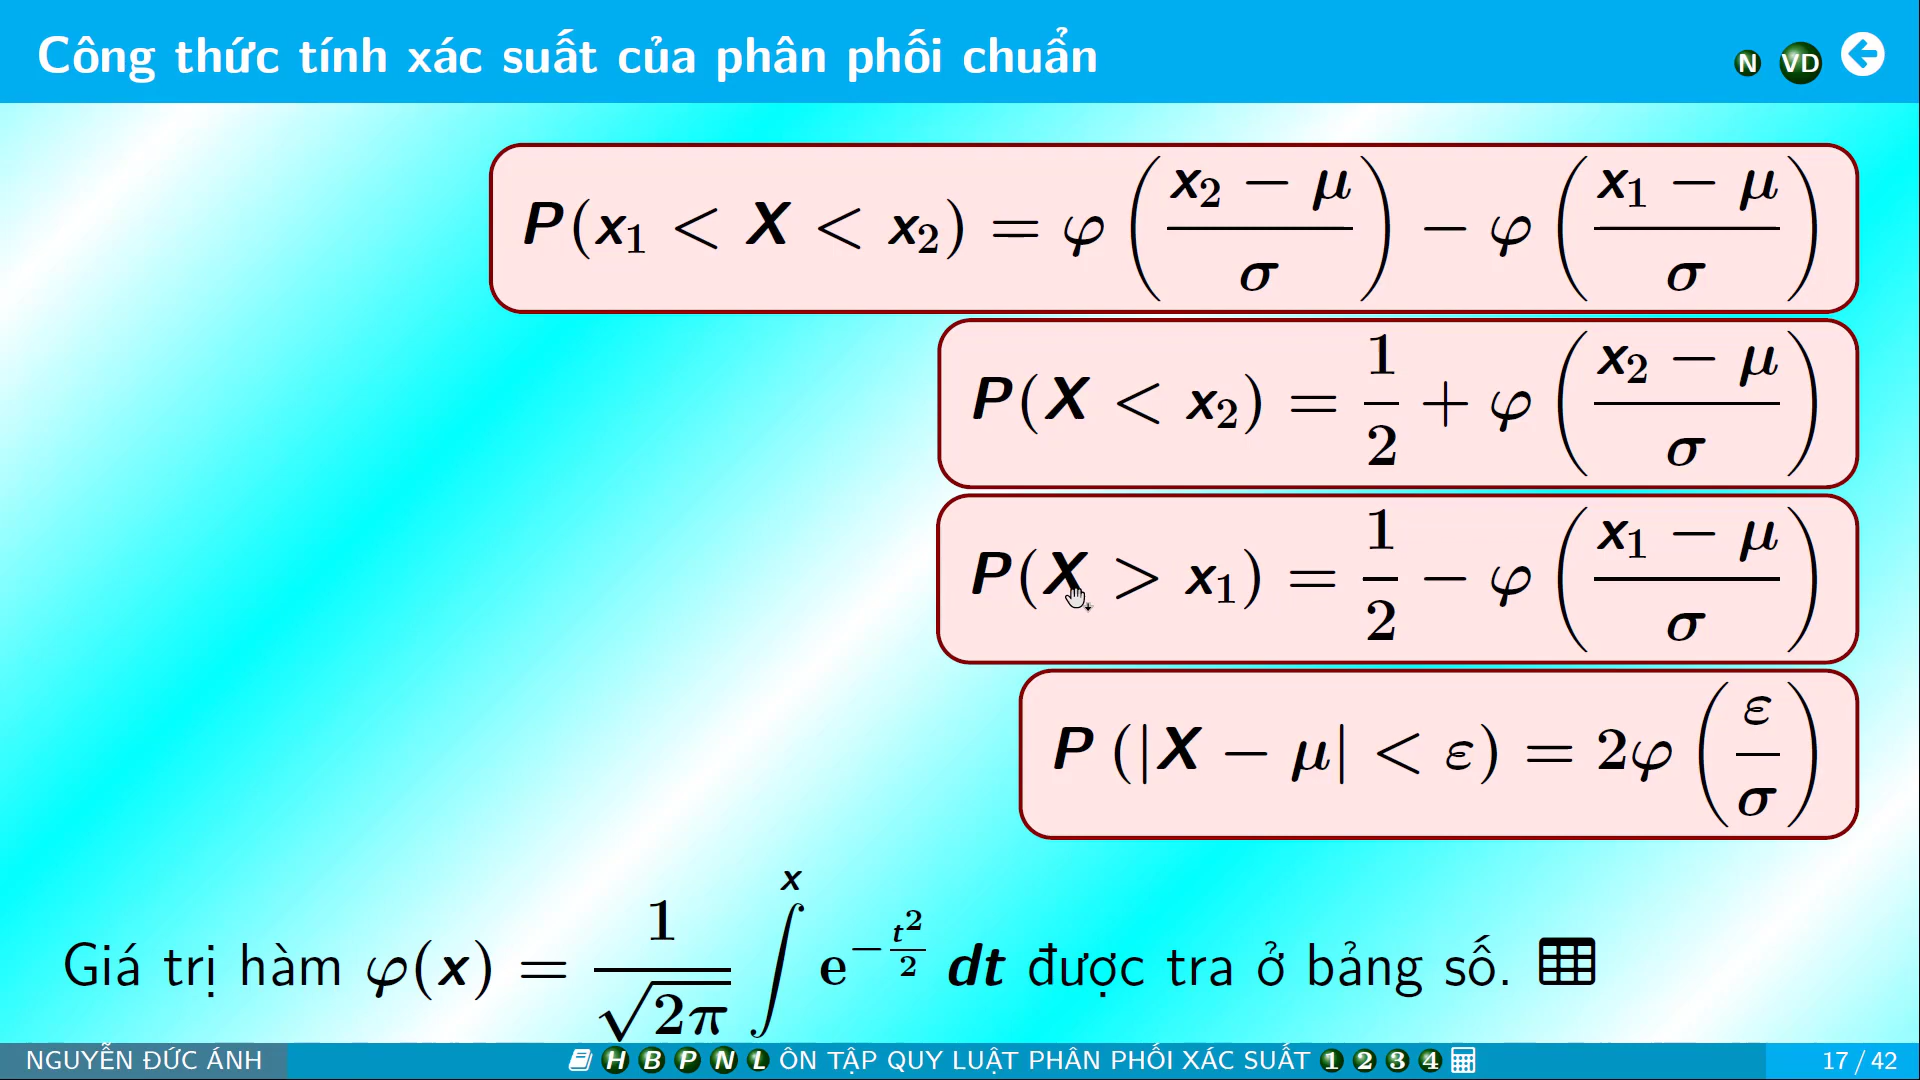 Công thức tính xác suất của phân phối chuẩn
N VD
P(x₁ < X < x₂) = φ((x₂ − μ)/σ) − φ((x₁ − μ)/σ)
P(X < x₂) = 1/2 + φ((x₂ − μ)/σ)
P(X > x₁) = 1/2 − φ((x₁ − μ)/σ)
P(|X − μ| < ε) = 2φ(ε/σ)
Giá trị hàm φ(x) = 1/√(2π) ∫ˣ e^(−t²/2) dt được tra ở bảng số.
NGUYỄN ĐỨC ÁNH H B P N L ÔN TẬP QUY LUẬT PHÂN PHỐI XÁC SUẤT 1 2 3 4 17 / 42